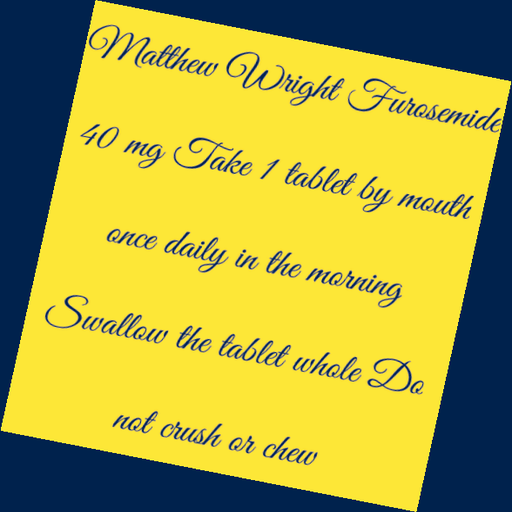 Matthew Wright Furosemide
40 mg Take 1 tablet by mouth
once daily in the morning
Swallow the tablet whole Do
not crush or chew